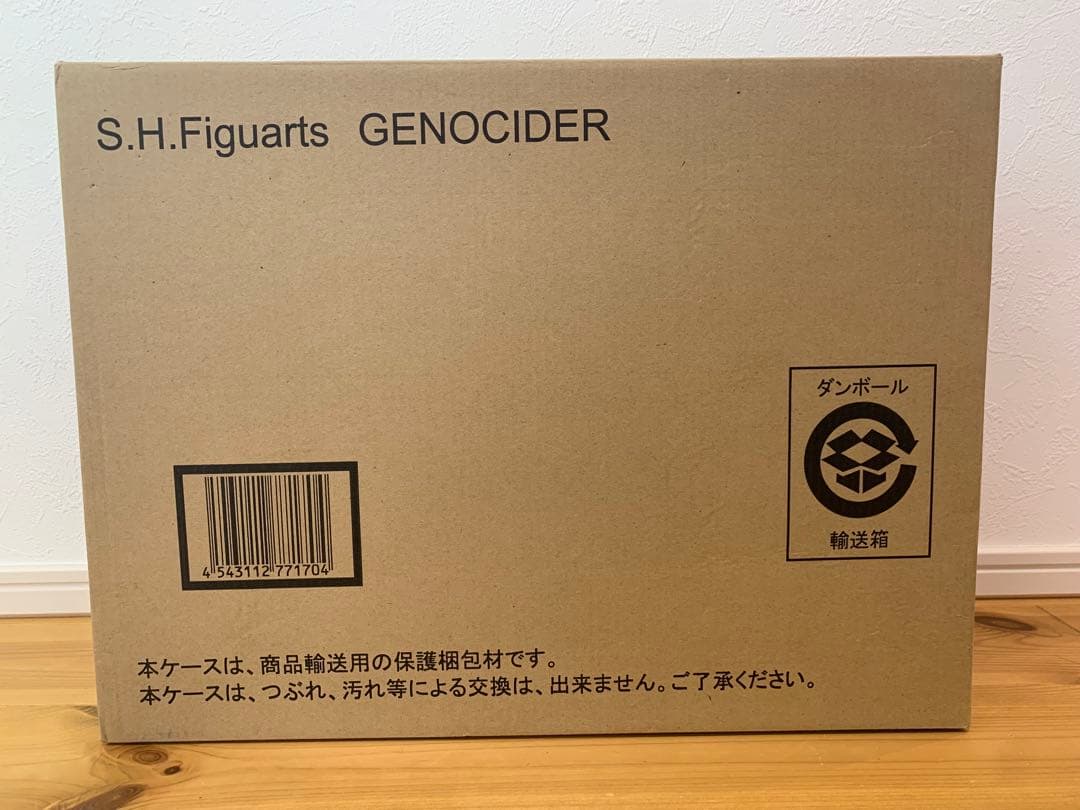 S.H.Figuarts GENOCIDER
ダンボール
輸送箱
4 543112 771704
本ケースは、商品輸送用の保護梱包材です。
本ケースは、つぶれ、汚れ等による交換は、出来ません。ご了承ください。